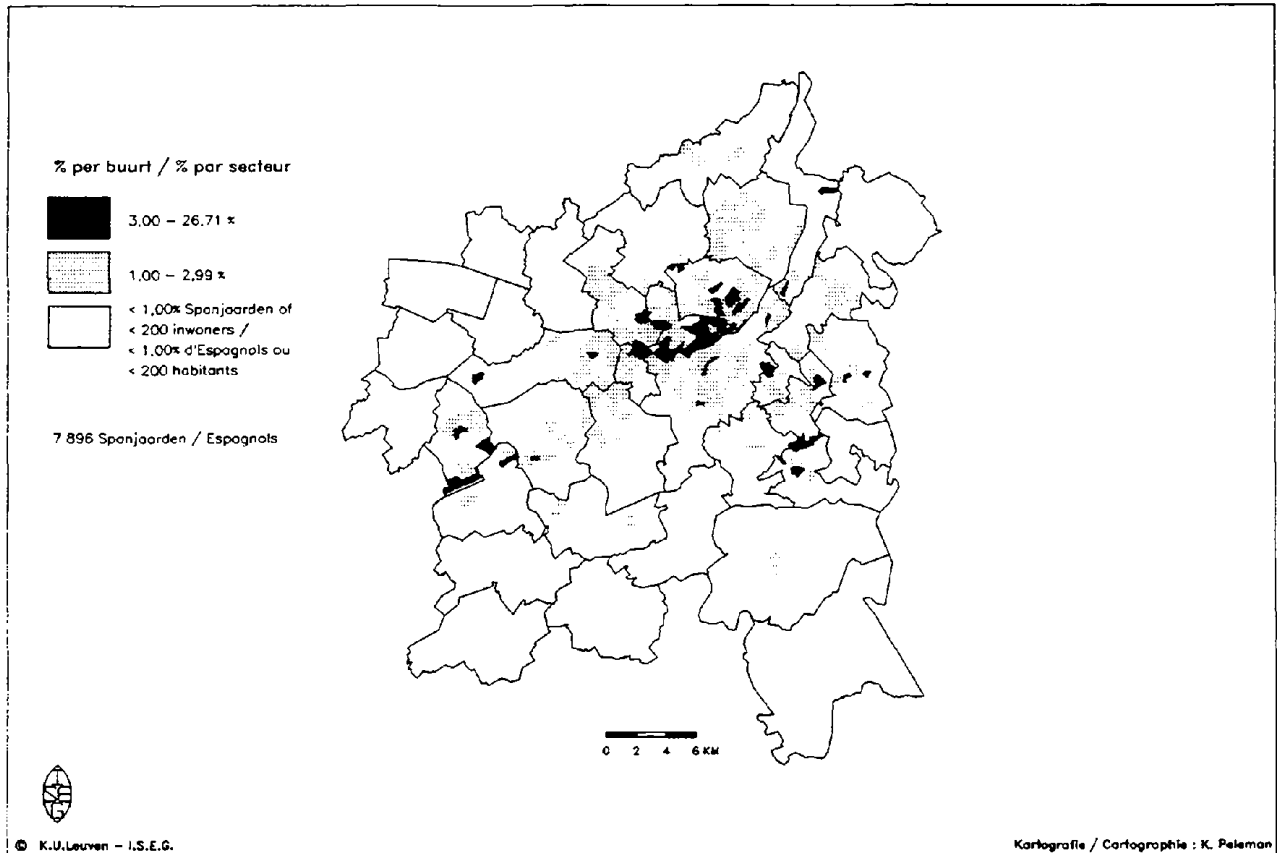 % per buurt / % par secteur
3,00 – 26.71 %
1,00 – 2,99 %
< 1,00% Spanjaarden of
< 200 inwoners /
< 1.00% d'Espagnols ou
< 200 habitants
7 896 Spanjaarden / Espagnols
0 2 4 6 KM
I
SE
G
© K.U.Leuven – I.S.E.G.
Kartografie / Cartographie : K. Peleman